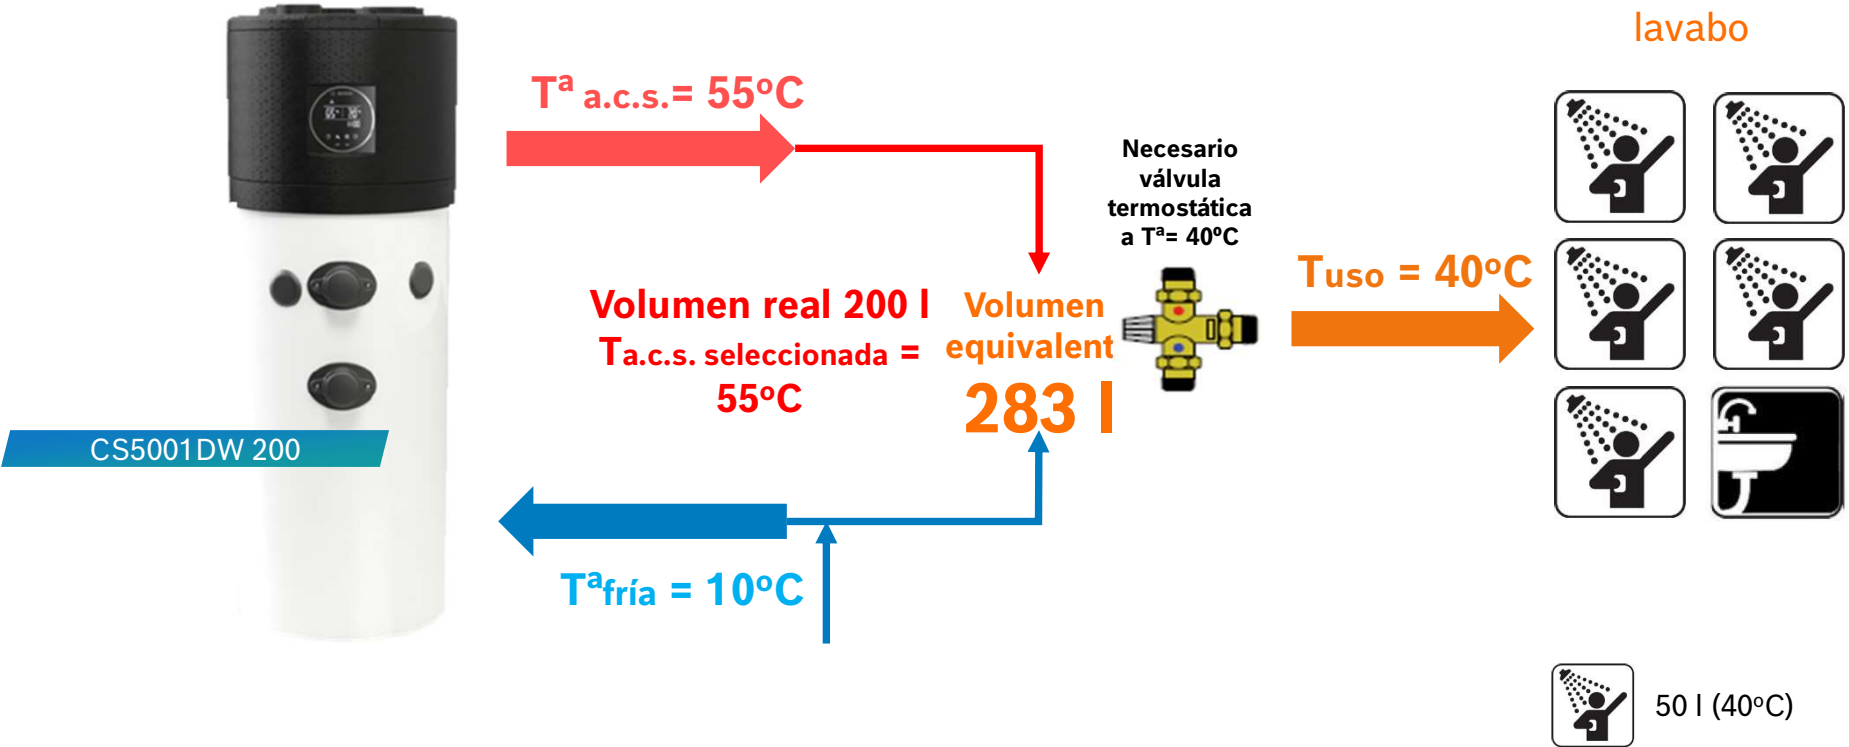 lavabo
Tª a.c.s.= 55ºC
Necesario
válvula
termostática
a Tª= 40ºC
Tuso = 40ºC
Volumen real 200 l
Ta.c.s. seleccionada =
55ºC
Volumen
equivalent
283 l
CS5001DW 200
Tªfría = 10ºC
50 l (40ºC)